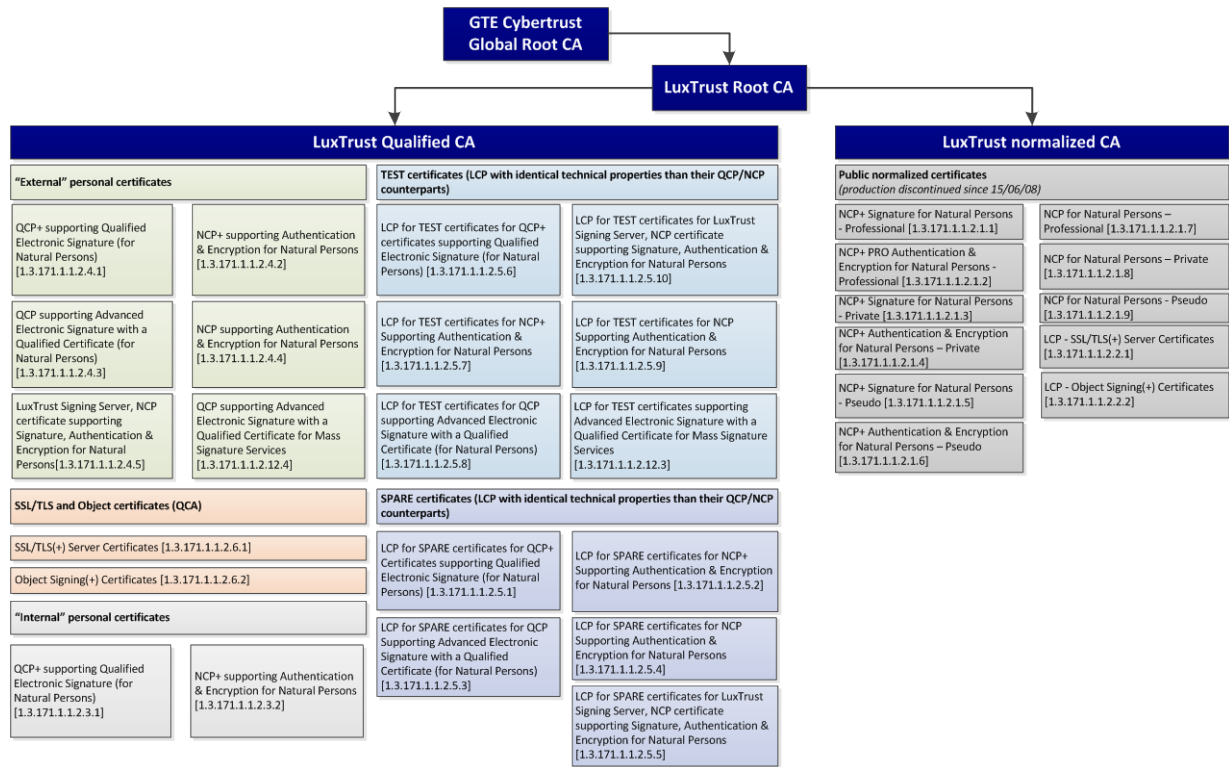 GTE Cybertrust
Global Root CA
LuxTrust Root CA
LuxTrust Qualified CA
"External" personal certificates
QCP+ supporting Qualified
Electronic Signature (for
Natural Persons)
[1.3.171.1.1.2.4.1]
NCP+ supporting Authentication
& Encryption for Natural Persons
[1.3.171.1.1.2.4.2]
QCP supporting Advanced
Electronic Signature with a
Qualified Certificate (for
Natural Persons)
[1.3.171.1.1.2.4.3]
NCP supporting Authentication
& Encryption for Natural Persons
[1.3.171.1.1.2.4.4]
LuxTrust Signing Server, NCP
certificate supporting
Signature, Authentication &
Encryption for Natural
Persons[1.3.171.1.1.2.4.5]
QCP supporting Advanced
Electronic Signature with a
Qualified Certificate for Mass
Signature Services
[1.3.171.1.1.2.12.4]
SSL/TLS and Object certificates (QCA)
SSL/TLS(+) Server Certificates [1.3.171.1.1.2.6.1]
Object Signing(+) Certificates [1.3.171.1.1.2.6.2]
"Internal" personal certificates
QCP+ supporting Qualified
Electronic Signature (for
Natural Persons)
[1.3.171.1.1.2.3.1]
NCP+ supporting Authentication
& Encryption for Natural Persons
[1.3.171.1.1.2.3.2]
TEST certificates (LCP with identical technical properties than their QCP/NCP
counterparts)
LCP for TEST certificates for QCP+
certificates supporting Qualified
Electronic Signature (for Natural
Persons) [1.3.171.1.1.2.5.6]
LCP for TEST certificates for LuxTrust
Signing Server, NCP certificate
supporting Signature, Authentication &
Encryption for Natural Persons
[1.3.171.1.1.2.5.10]
LCP for TEST certificates for NCP+
Supporting Authentication &
Encryption for Natural Persons
[1.3.171.1.1.2.5.7]
LCP for TEST certificates for NCP
Supporting Authentication &
Encryption for Natural Persons
[1.3.171.1.1.2.5.9]
LCP for TEST certificates for QCP
supporting Advanced Electronic
Signature with a Qualified
Certificate (for Natural Persons)
[1.3.171.1.1.2.5.8]
LCP for TEST certificates supporting
Advanced Electronic Signature with a
Qualified Certificate for Mass Signature
Services
[1.3.171.1.1.2.12.3]
SPARE certificates (LCP with identical technical properties than their QCP/NCP
counterparts)
LCP for SPARE certificates for QCP+
Certificates supporting Qualified
Electronic Signature (for Natural
Persons) [1.3.171.1.1.2.5.1]
LCP for SPARE certificates for NCP+
Supporting Authentication & Encryption
for Natural Persons [1.3.171.1.1.2.5.2]
LCP for SPARE certificates for QCP
Supporting Advanced Electronic
Signature with a Qualified
Certificate (for Natural Persons)
[1.3.171.1.1.2.5.3]
LCP for SPARE certificates for NCP
Supporting Authentication &
Encryption for Natural Persons
[1.3.171.1.1.2.5.4]
LCP for SPARE certificates for LuxTrust
Signing Server, NCP certificate
supporting Signature, Authentication &
Encryption for Natural Persons
[1.3.171.1.1.2.5.5]
LuxTrust normalized CA
Public normalized certificates
(production discontinued since 15/06/08)
NCP+ Signature for Natural Persons
- Professional [1.3.171.1.1.2.1.1]
NCP+ PRO Authentication &
Encryption for Natural Persons -
Professional [1.3.171.1.1.2.1.2]
NCP+ Signature for Natural Persons
- Private [1.3.171.1.1.2.1.3]
NCP+ Authentication & Encryption
for Natural Persons – Private
[1.3.171.1.1.2.1.4]
NCP+ Signature for Natural Persons
- Pseudo [1.3.171.1.1.2.1.5]
NCP+ Authentication & Encryption
for Natural Persons – Pseudo
[1.3.171.1.1.2.1.6]
NCP for Natural Persons –
Professional [1.3.171.1.1.2.1.7]
NCP for Natural Persons – Private
[1.3.171.1.1.2.1.8]
NCP for Natural Persons - Pseudo
[1.3.171.1.1.2.1.9]
LCP - SSL/TLS(+) Server Certificates
[1.3.171.1.1.2.2.1]
LCP - Object Signing(+) Certificates
[1.3.171.1.1.2.2.2]